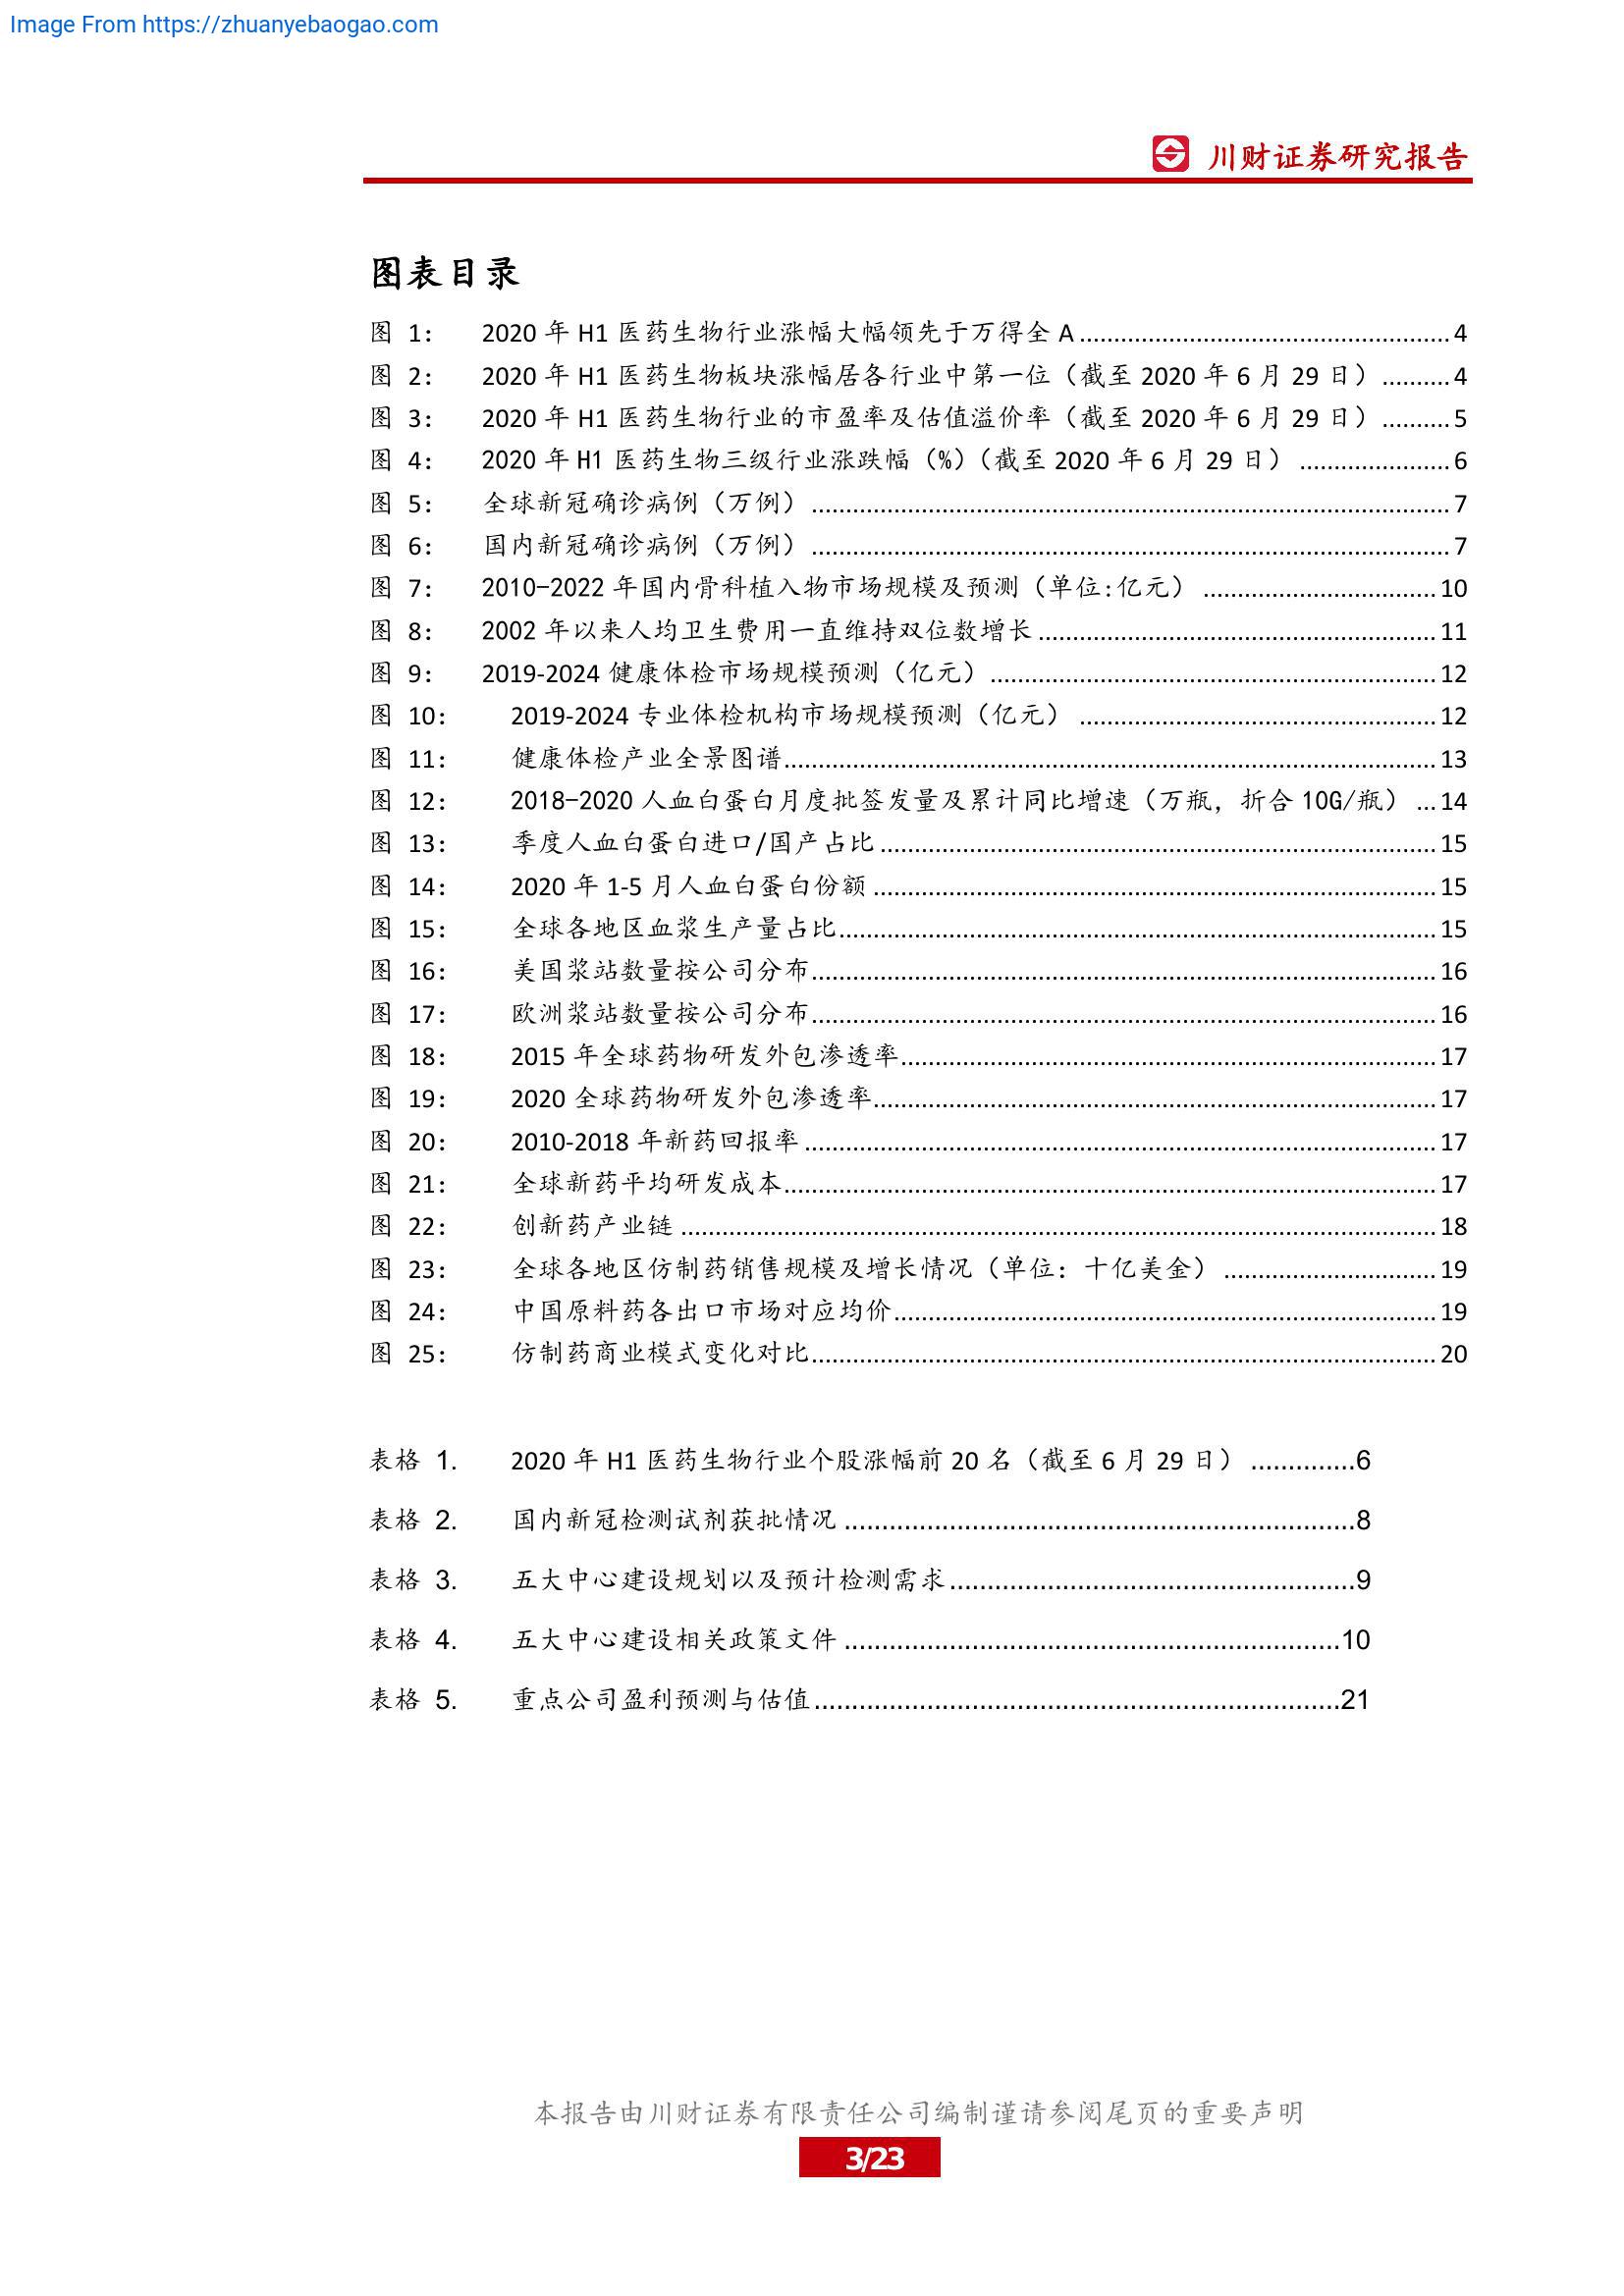 Image From https://zhuanyebaogao.com
川财证券研究报告
图表目录
图 1: 2020 年 H1 医药生物行业涨幅大幅领先于万得全 A ........ 4
图 2: 2020 年 H1 医药生物板块涨幅居各行业中第一位（截至 2020 年 6 月 29 日） ........ 4
图 3: 2020 年 H1 医药生物行业的市盈率及估值溢价率（截至 2020 年 6 月 29 日） ........ 5
图 4: 2020 年 H1 医药生物三级行业涨跌幅（%）（截至 2020 年 6 月 29 日） ........ 6
图 5: 全球新冠确诊病例（万例） ........ 7
图 6: 国内新冠确诊病例（万例） ........ 7
图 7: 2010-2022 年国内骨科植入物市场规模及预测（单位:亿元） ........ 10
图 8: 2002 年以来人均卫生费用一直维持双位数增长 ........ 11
图 9: 2019-2024 健康体检市场规模预测（亿元） ........ 12
图 10: 2019-2024 专业体检机构市场规模预测（亿元） ........ 12
图 11: 健康体检产业全景图谱 ........ 13
图 12: 2018-2020 人血白蛋白月度批签发量及累计同比增速（万瓶，折合 10G/瓶） ... 14
图 13: 季度人血白蛋白进口/国产占比 ........ 15
图 14: 2020 年 1-5 月人血白蛋白份额 ........ 15
图 15: 全球各地区血浆生产量占比 ........ 15
图 16: 美国浆站数量按公司分布 ........ 16
图 17: 欧洲浆站数量按公司分布 ........ 16
图 18: 2015 年全球药物研发外包渗透率 ........ 17
图 19: 2020 全球药物研发外包渗透率 ........ 17
图 20: 2010-2018 年新药回报率 ........ 17
图 21: 全球新药平均研发成本 ........ 17
图 22: 创新药产业链 ........ 18
图 23: 全球各地区仿制药销售规模及增长情况（单位：十亿美金） ........ 19
图 24: 中国原料药各出口市场对应均价 ........ 19
图 25: 仿制药商业模式变化对比 ........ 20
表格 1. 2020 年 H1 医药生物行业个股涨幅前 20 名（截至 6 月 29 日） ........ 6
表格 2. 国内新冠检测试剂获批情况 ........ 8
表格 3. 五大中心建设规划以及预计检测需求 ........ 9
表格 4. 五大中心建设相关政策文件 ........ 10
表格 5. 重点公司盈利预测与估值 ........ 21
本报告由川财证券有限责任公司编制谨请参阅尾页的重要声明
3/23